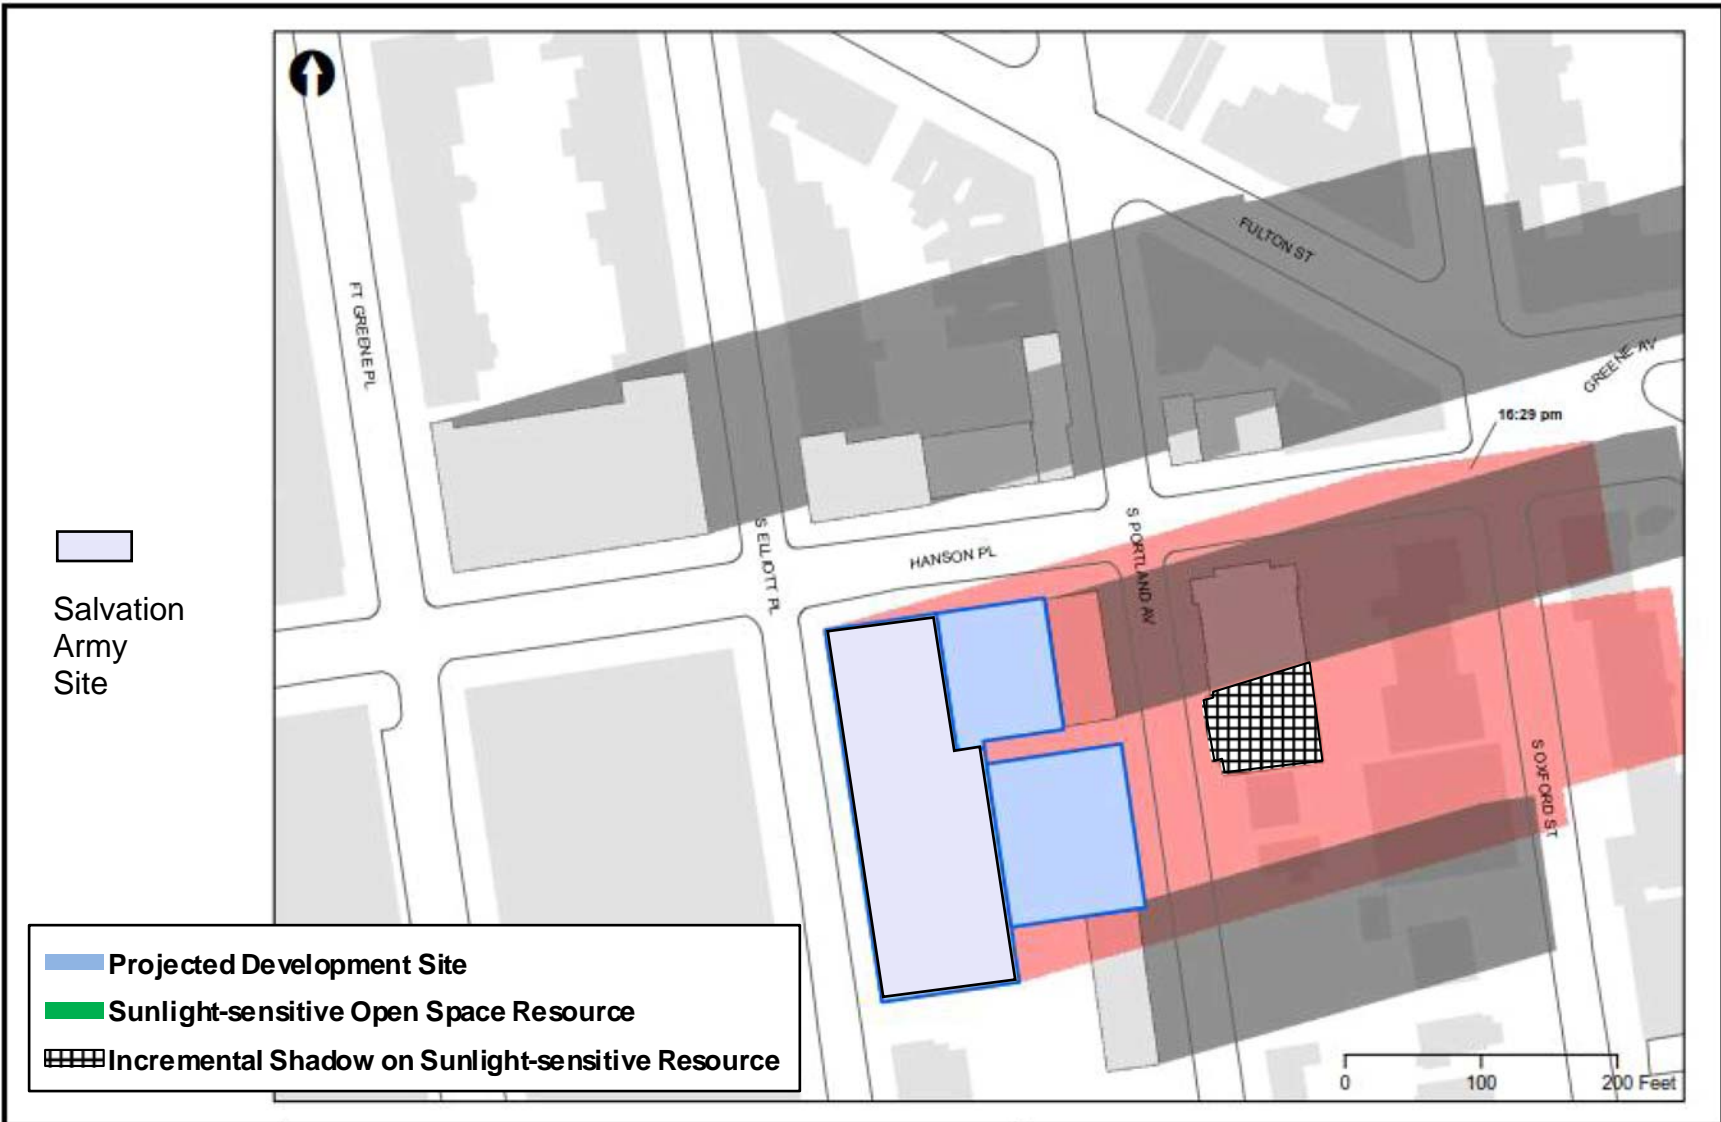 FULTON ST
FT GREENE PL
GREENE AV
16:29 pm
S ELLIOTT PL
HANSON PL
S PORTLAND AV
S OXFORD ST
Salvation
Army
Site
Projected Development Site
Sunlight-sensitive Open Space Resource
Incremental Shadow on Sunlight-sensitive Resource
0 100 200 Feet